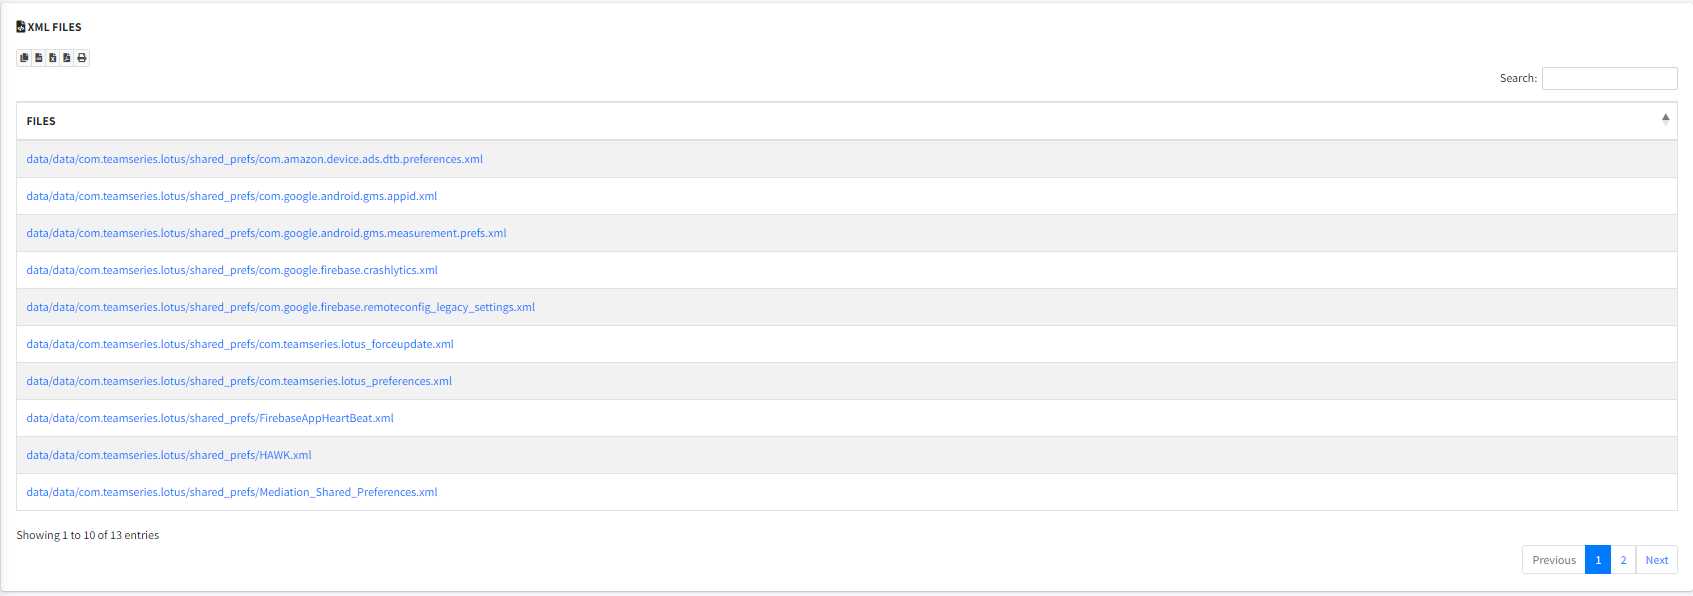 XML FILES
Search:
FILES
data/data/com.teamseries.lotus/shared_prefs/com.amazon.device.ads.dtb.preferences.xml
data/data/com.teamseries.lotus/shared_prefs/com.google.android.gms.appid.xml
data/data/com.teamseries.lotus/shared_prefs/com.google.android.gms.measurement.prefs.xml
data/data/com.teamseries.lotus/shared_prefs/com.google.firebase.crashlytics.xml
data/data/com.teamseries.lotus/shared_prefs/com.google.firebase.remoteconfig_legacy_settings.xml
data/data/com.teamseries.lotus/shared_prefs/com.teamseries.lotus_forceupdate.xml
data/data/com.teamseries.lotus/shared_prefs/com.teamseries.lotus_preferences.xml
data/data/com.teamseries.lotus/shared_prefs/FirebaseAppHeartBeat.xml
data/data/com.teamseries.lotus/shared_prefs/HAWK.xml
data/data/com.teamseries.lotus/shared_prefs/Mediation_Shared_Preferences.xml
Showing 1 to 10 of 13 entries
Previous 1 2 Next